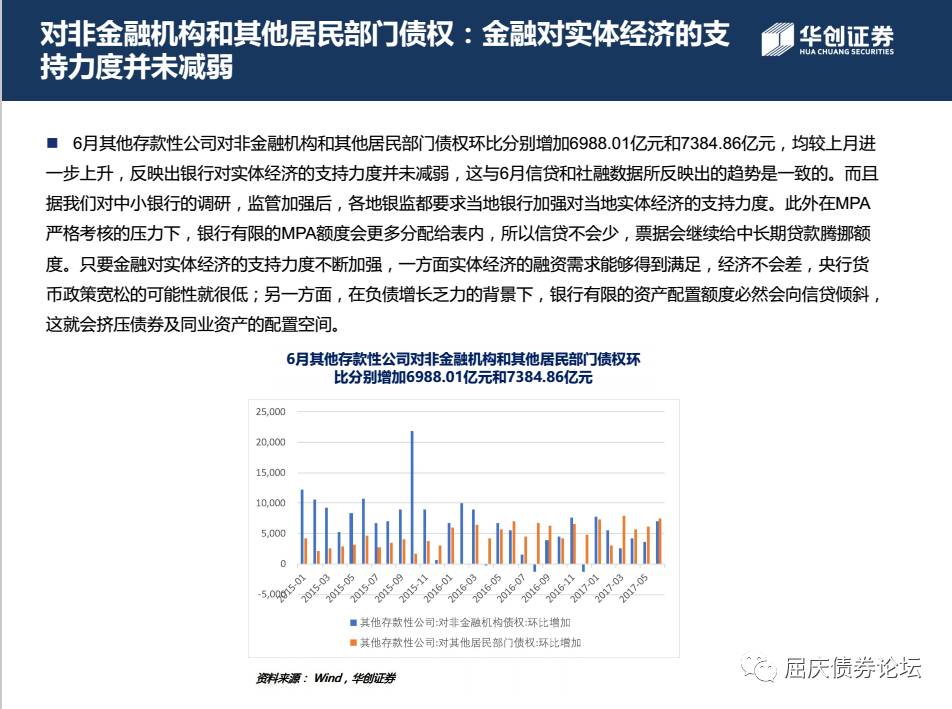 对非金融机构和其他居民部门债权：金融对实体经济的支
持力度并未减弱
华创证券
HUA CHUANG SECURITIES
■ 6月其他存款性公司对非金融机构和其他居民部门债权环比分别增加6988.01亿元和7384.86亿元，均较上月进
一步上升，反映出银行对实体经济的支持力度并未减弱，这与6月信贷和社融数据所反映出的趋势是一致的。而且
据我们对中小银行的调研，监管加强后，各地银监都要求当地银行加强对当地实体经济的支持力度。此外在MPA
严格考核的压力下，银行有限的MPA额度会更多分配给表内，所以信贷不会少，票据会继续给中长期贷款腾挪额
度。只要金融对实体经济的支持力度不断加强，一方面实体经济的融资需求能够得到满足，经济不会差，央行货
币政策宽松的可能性就很低；另一方面，在负债增长乏力的背景下，银行有限的资产配置额度必然会向信贷倾斜，
这就会挤压债券及同业资产的配置空间。
6月其他存款性公司对非金融机构和其他居民部门债权环
比分别增加6988.01亿元和7384.86亿元
25,000
20,000
15,000
10,000
5,000
0
-5,000
2015-01
2015-03
2015-05
2015-07
2015-09
2015-11
2016-01
2016-03
2016-05
2016-07
2016-09
2016-11
2017-01
2017-03
2017-05
其他存款性公司:对非金融机构债权:环比增加
其他存款性公司:对其他居民部门债权:环比增加
资料来源：Wind，华创证券
屈庆债券论坛